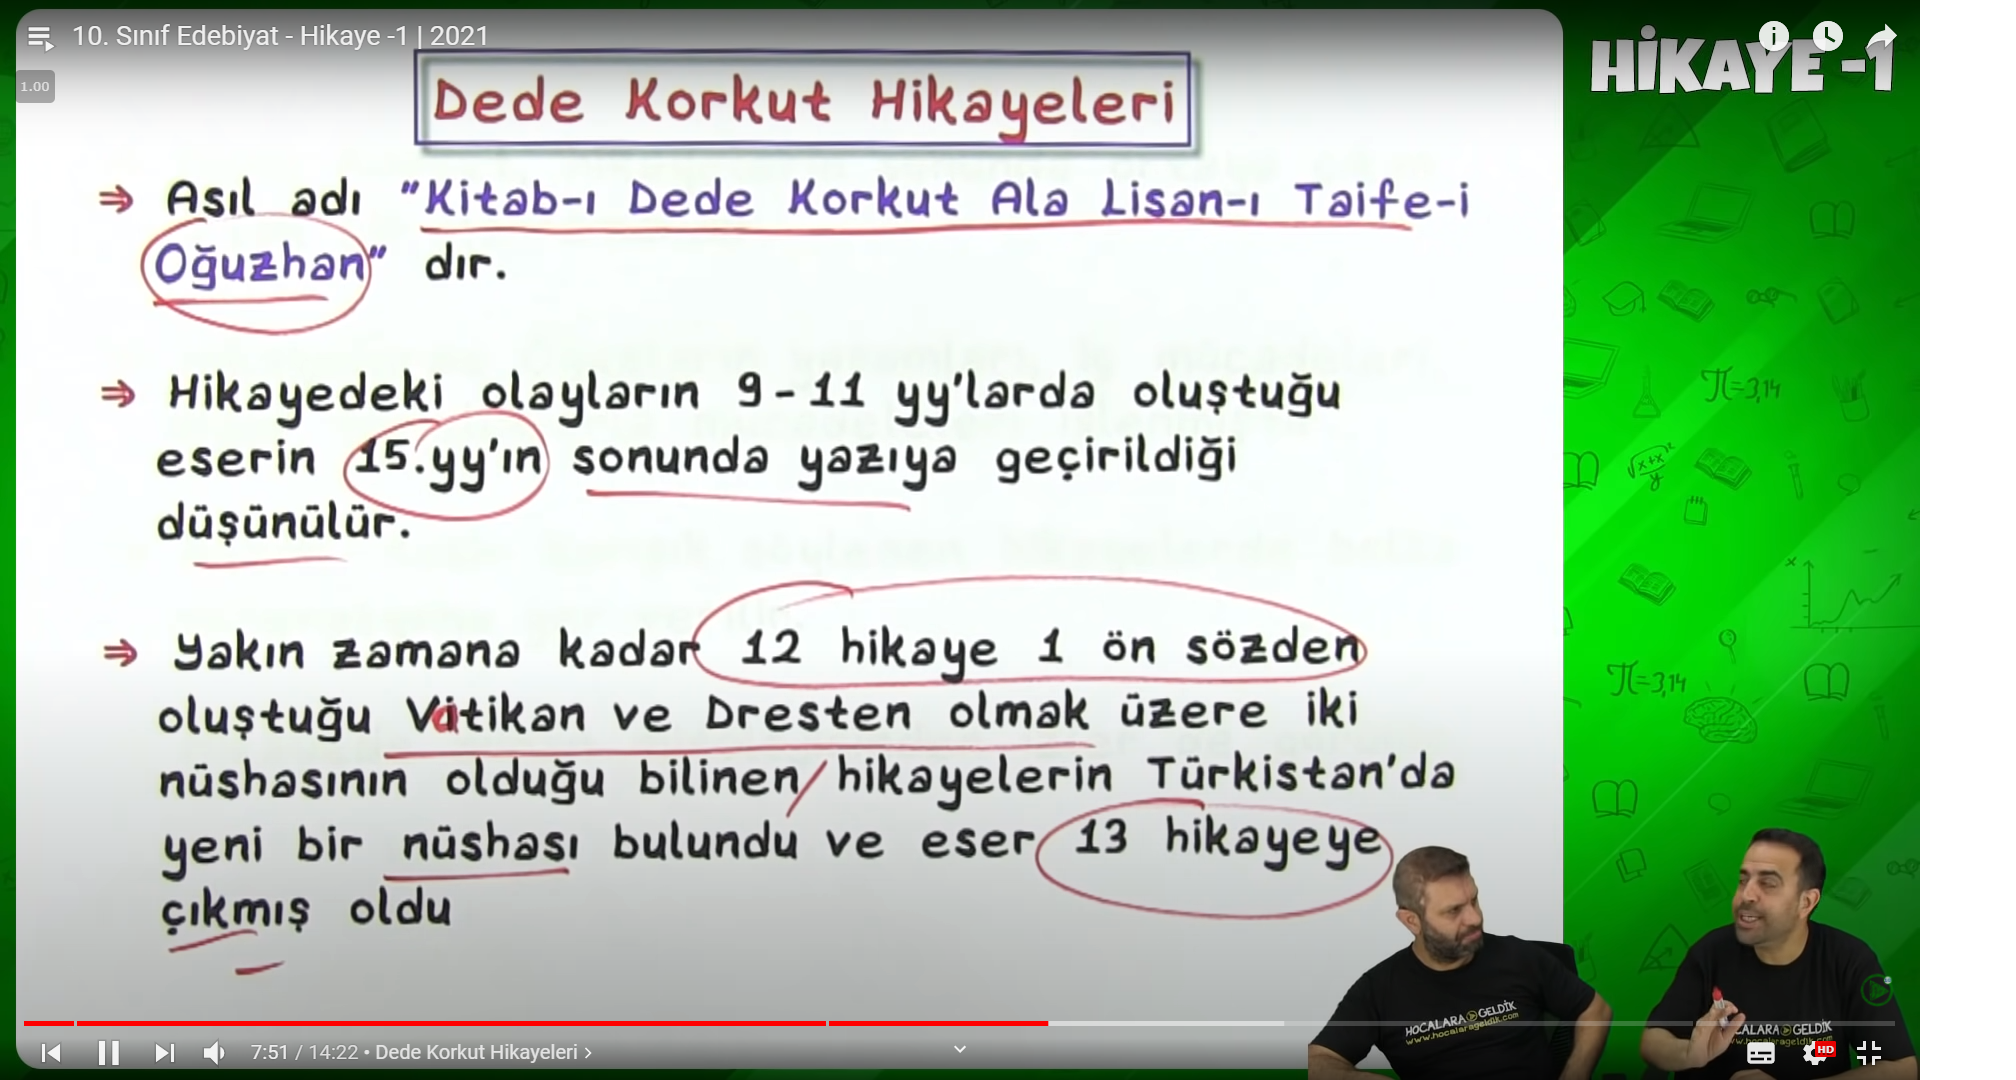 10. Sınıf Edebiyat - Hikaye -1 | 2021
HİKAYE -1
1.00
Dede Korkut Hikayeleri
⇒ Asıl adı "Kitab-ı Dede Korkut Ala Lisan-ı Taife-i
Oğuzhan" dır.
⇒ Hikayedeki olayların 9-11 yy'larda oluştuğu
eserin 15.yy'ın sonunda yazıya geçirildiği
düşünülür.
⇒ Yakın zamana kadar 12 hikaye 1 ön sözden
oluştuğu Vatikan ve Dresten olmak üzere iki
nüshasının olduğu bilinen/hikayelerin Türkistan'da
yeni bir nüshası bulundu ve eser 13 hikayeye
çıkmış oldu
π=3,14
π=3,14
HOCALARA GELDİK
www.hocalarageldik.com
CALARA GELDİK
7:51 / 14:22 • Dede Korkut Hikayeleri
HD